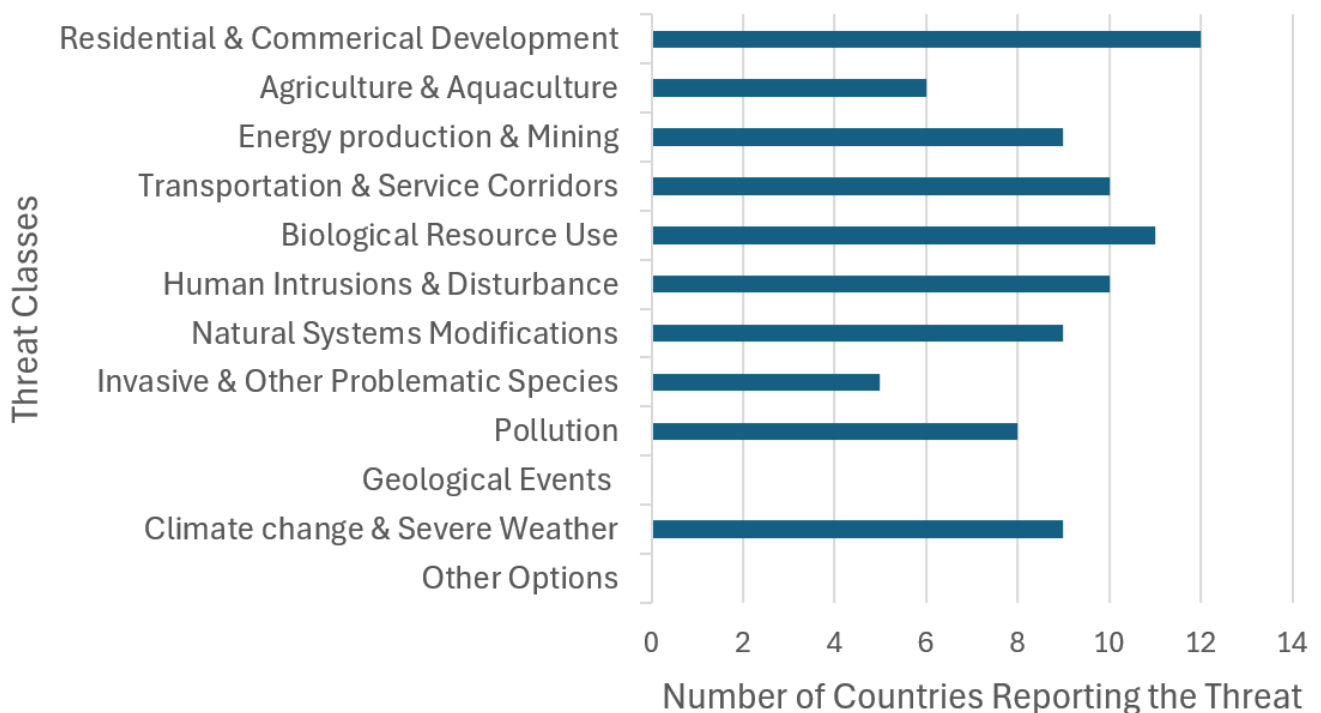 Residential & Commerical Development
Agriculture & Aquaculture
Energy production & Mining
Transportation & Service Corridors
Biological Resource Use
Human Intrusions & Disturbance
Natural Systems Modifications
Invasive & Other Problematic Species
Pollution
Geological Events
Climate change & Severe Weather
Other Options
Threat Classes
0 2 4 6 8 10 12 14
Number of Countries Reporting the Threat